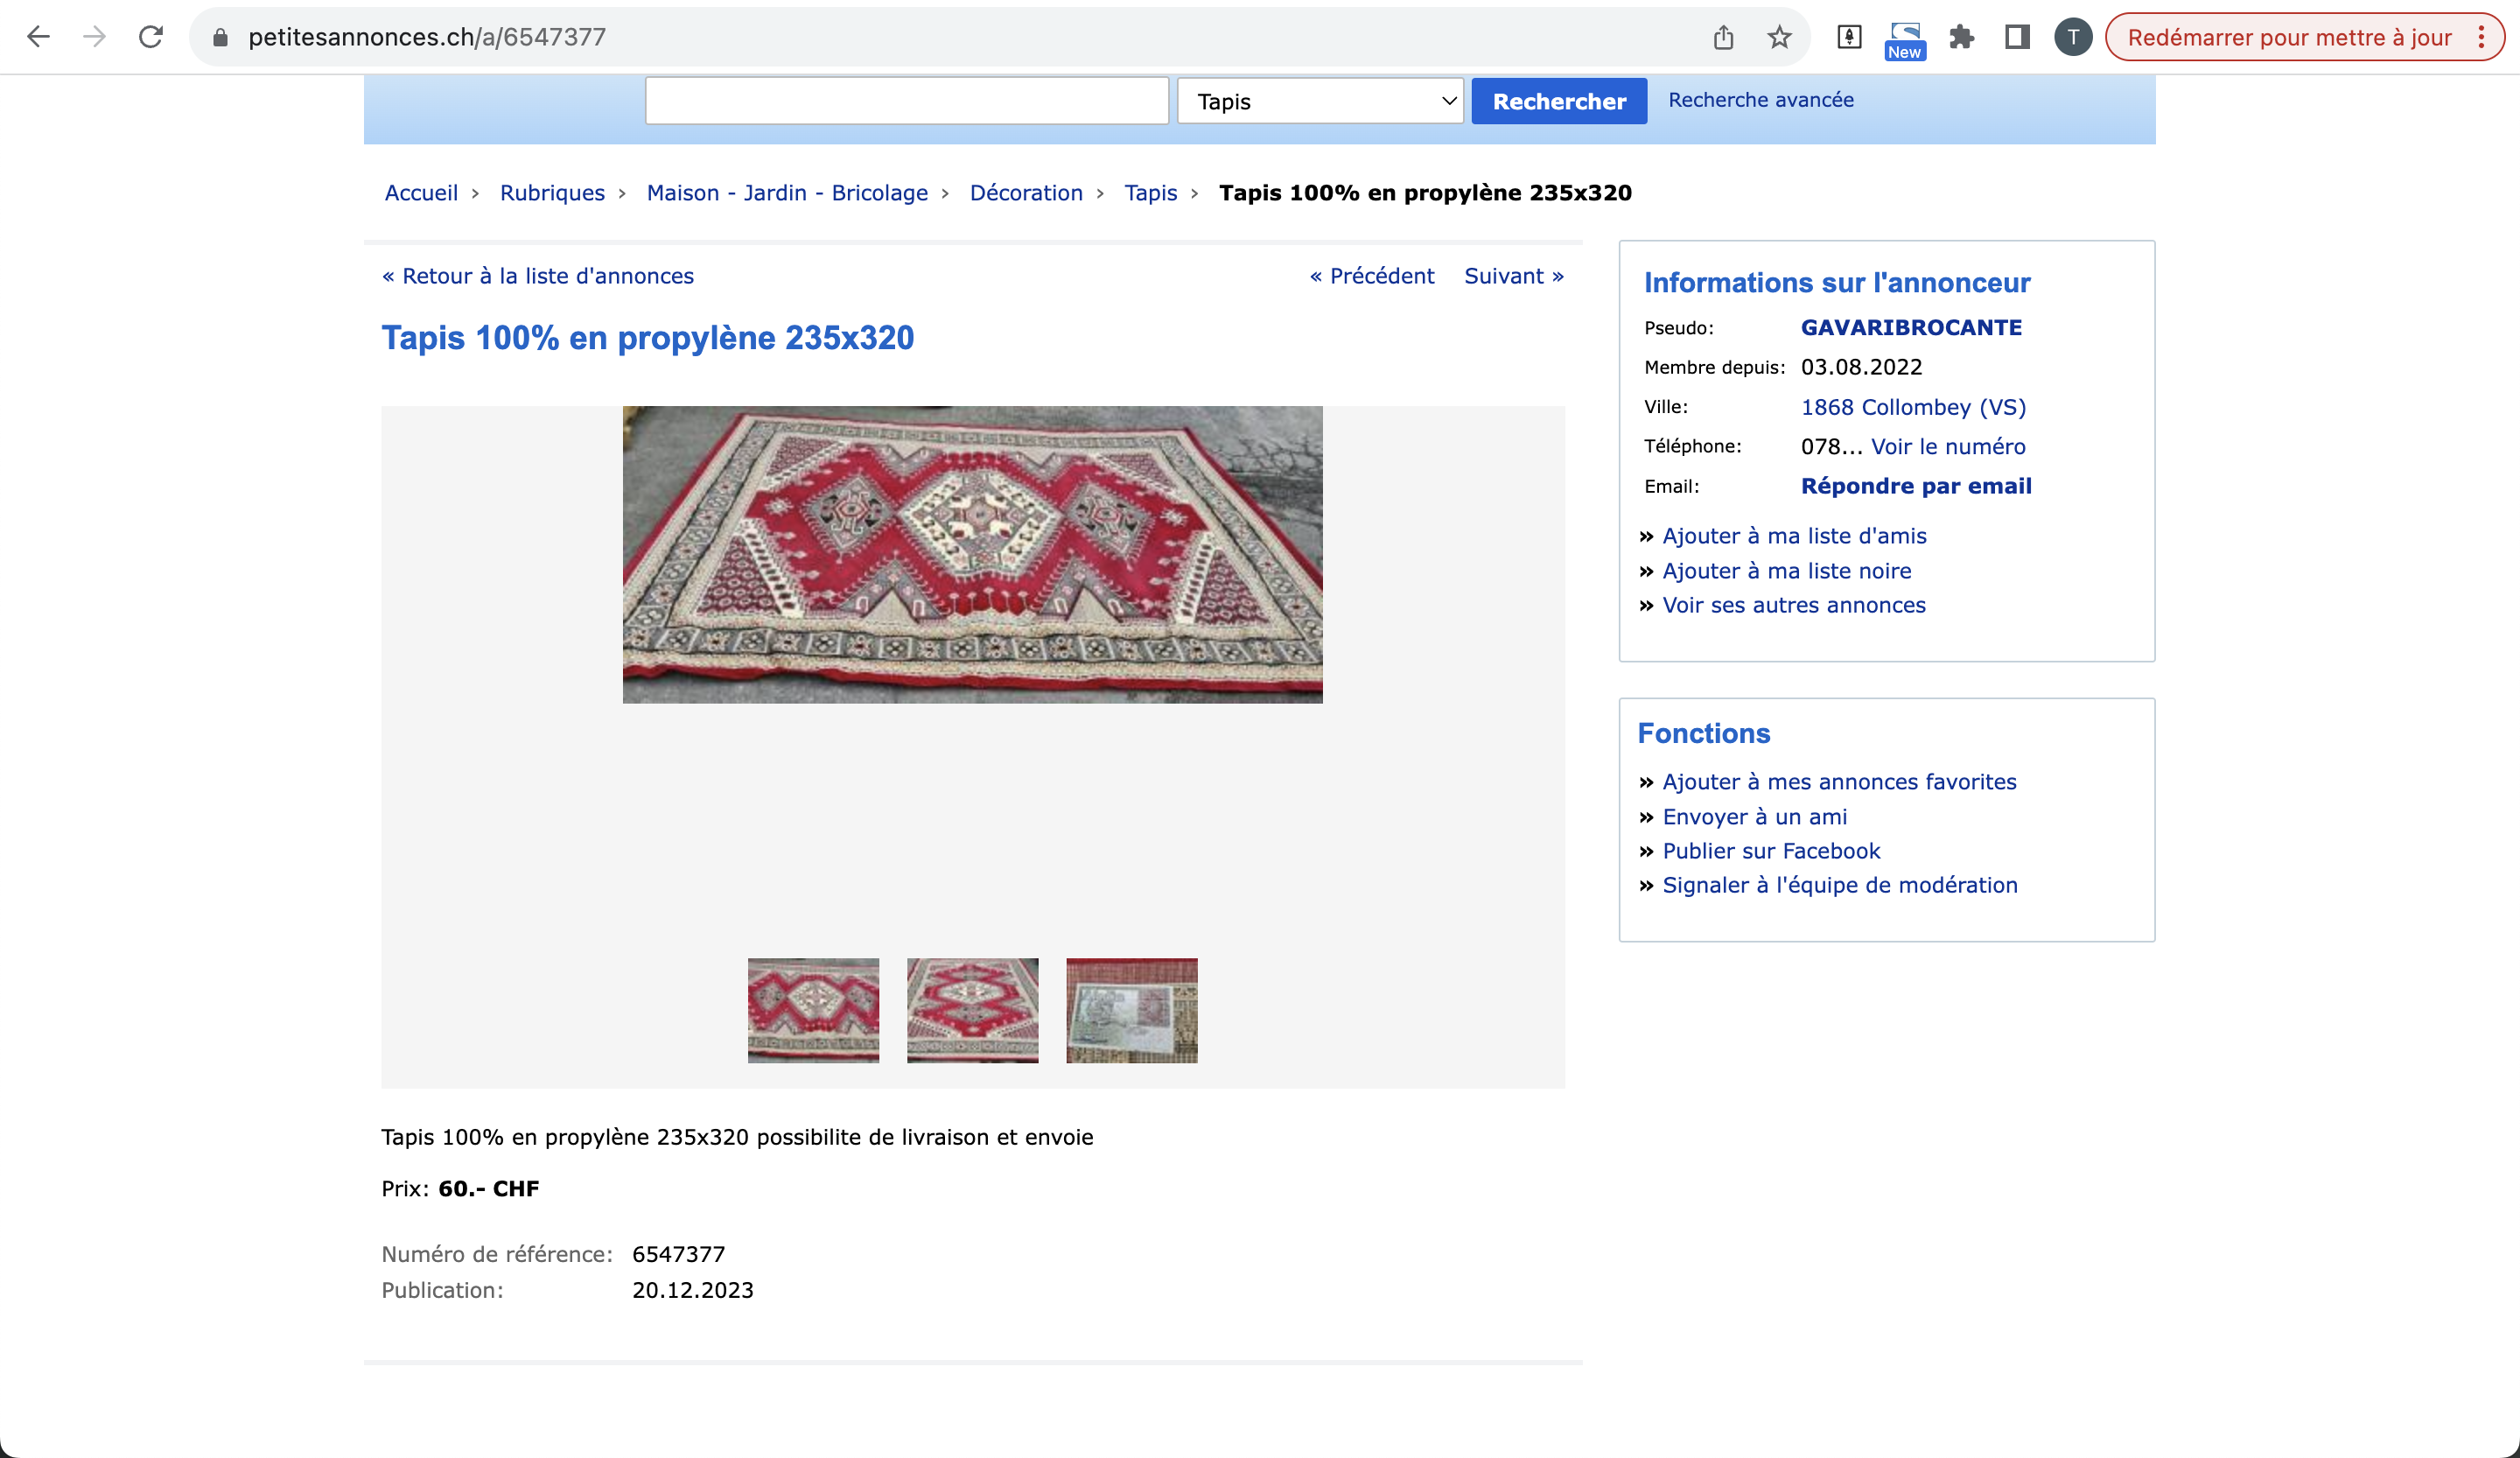 petitesannonces.ch/a/6547377
New
T
Redémarrer pour mettre à jour
Tapis
Rechercher
Recherche avancée
Accueil › Rubriques › Maison - Jardin - Bricolage › Décoration › Tapis › Tapis 100% en propylène 235x320
« Retour à la liste d'annonces
« Précédent Suivant »
Tapis 100% en propylène 235x320
Tapis 100% en propylène 235x320 possibilite de livraison et envoie
Prix: 60.- CHF
Numéro de référence: 6547377
Publication: 20.12.2023
Informations sur l'annonceur
Pseudo: GAVARIBROCANTE
Membre depuis: 03.08.2022
Ville: 1868 Collombey (VS)
Téléphone: 078... Voir le numéro
Email: Répondre par email
» Ajouter à ma liste d'amis
» Ajouter à ma liste noire
» Voir ses autres annonces
Fonctions
» Ajouter à mes annonces favorites
» Envoyer à un ami
» Publier sur Facebook
» Signaler à l'équipe de modération